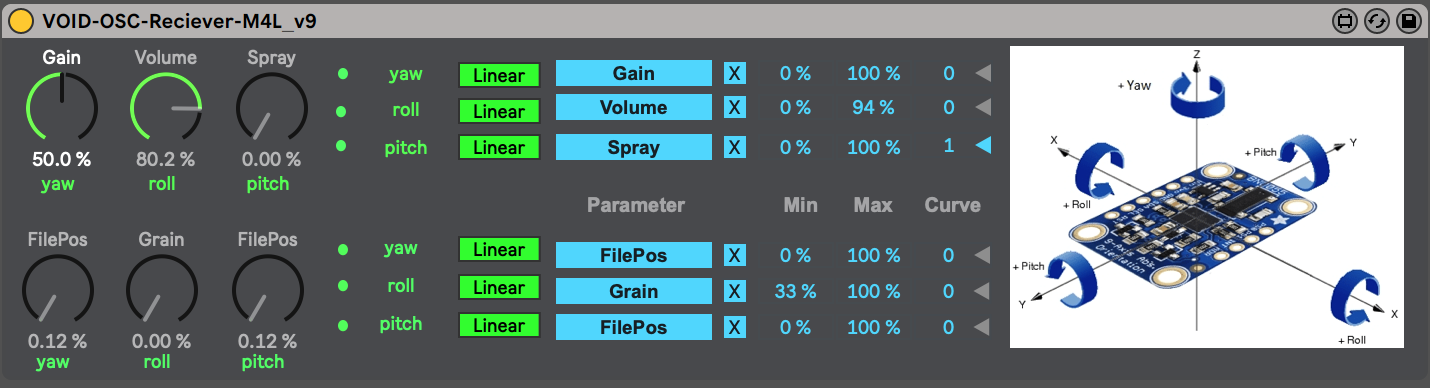 VOID-OSC-Reciever-M4L_v9
Gain Volume Spray
50.0 % 80.2 % 0.00 %
yaw roll pitch
FilePos Grain FilePos
0.12 % 0.00 % 0.12 %
yaw roll pitch
yaw Linear Gain X 0 % 100 % 0
roll Linear Volume X 0 % 94 % 0
pitch Linear Spray X 0 % 100 % 1
Parameter Min Max Curve
yaw Linear FilePos X 0 % 100 % 0
roll Linear Grain X 33 % 100 % 0
pitch Linear FilePos X 0 % 100 % 0
Z
+ Yaw
X
+ Pitch
Y
+ Roll
+ Pitch
9-Axis Abs.
Orientation
Y
X
+ Roll